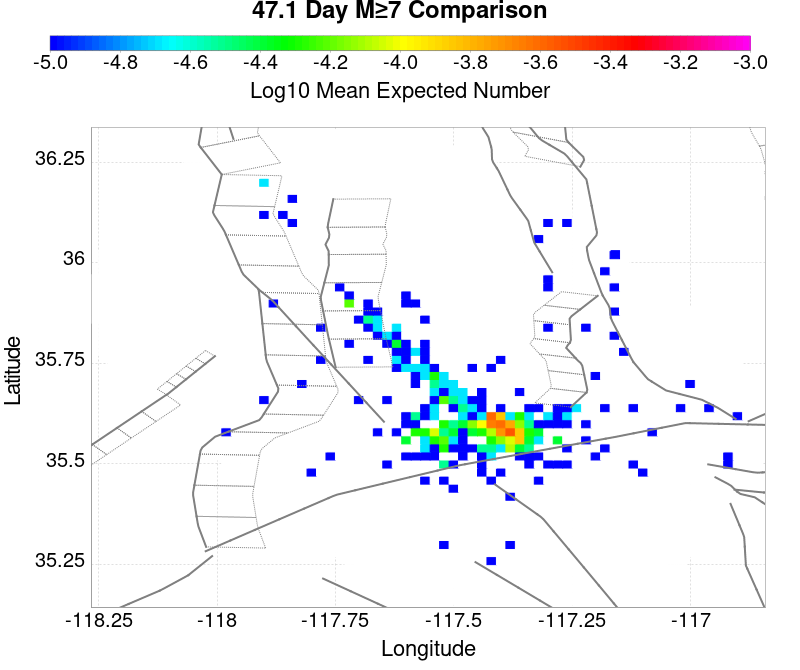 47.1 Day M≥7 Comparison
-5.0 -4.8 -4.6 -4.4 -4.2 -4.0 -3.8 -3.6 -3.4 -3.2 -3.0
Log10 Mean Expected Number
36.25
36
35.75
35.5
35.25
Latitude
-118.25 -118 -117.75 -117.5 -117.25 -117
Longitude